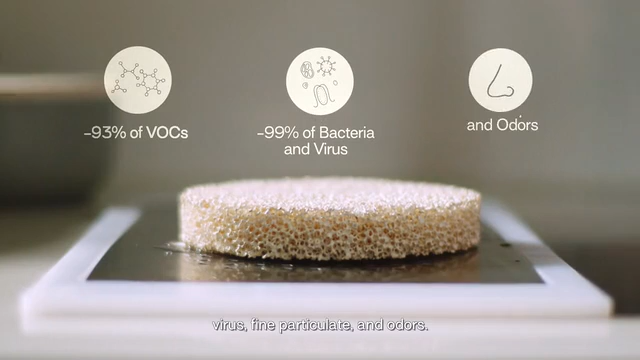 -93% of VOCs
-99% of Bacteria
and Virus
and Odors
virus, fine particulate, and odors.